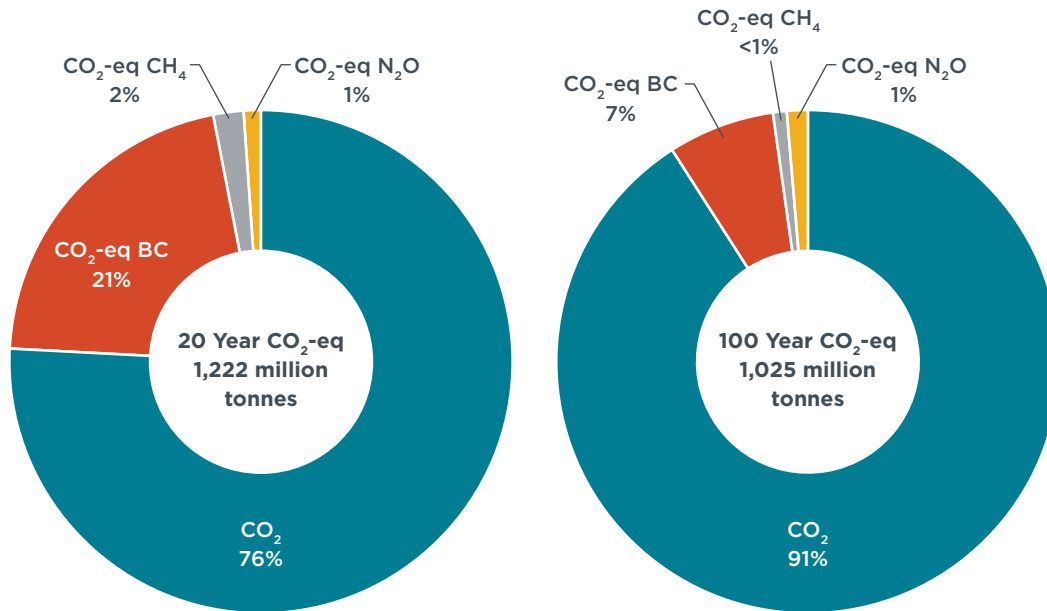 CO₂-eq CH₄
2%
CO₂-eq N₂O
1%
CO₂-eq BC
21%
20 Year CO₂-eq
1,222 million
tonnes
CO₂
76%
CO₂-eq CH₄
<1%
CO₂-eq BC
7%
CO₂-eq N₂O
1%
100 Year CO₂-eq
1,025 million
tonnes
CO₂
91%